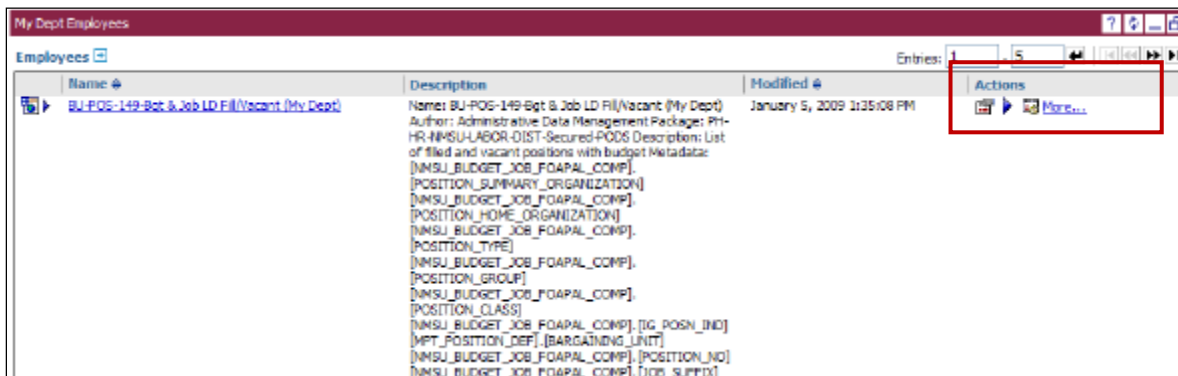 My Dept Employees
Employees
Entries: 1 - 5
Name Description Modified Actions
BU-POS-149-Bgt & Job LD Fill/Vacant (My Dept) Name: BU-POS-149-Bgt & Job LD Fill/Vacant (My Dept) January 5, 2009 1:35:08 PM More...
Author: Administrative Data Management Package: PH-
HR-NMSU-LABOR-DIST-Secured-PODS Description: List
of filled and vacant positions with budget Metadata:
[NMSU_BUDGET_JOB_FOAPAL_COMP].
[POSITION_SUMMARY_ORGANIZATION]
[NMSU_BUDGET_JOB_FOAPAL_COMP].
[POSITION_HOME_ORGANIZATION]
[NMSU_BUDGET_JOB_FOAPAL_COMP].
[POSITION_TYPE]
[NMSU_BUDGET_JOB_FOAPAL_COMP].
[POSITION_GROUP]
[NMSU_BUDGET_JOB_FOAPAL_COMP].
[POSITION_CLASS]
[NMSU_BUDGET_JOB_FOAPAL_COMP].[IG_POSN_IND]
[MPT_POSITION_DEF].[BARGAINING_UNIT]
[NMSU_BUDGET_JOB_FOAPAL_COMP].[POSITION_NO]
[NMSU_BUDGET_JOB_FOAPAL_COMP].[JOB_SUFFIX]